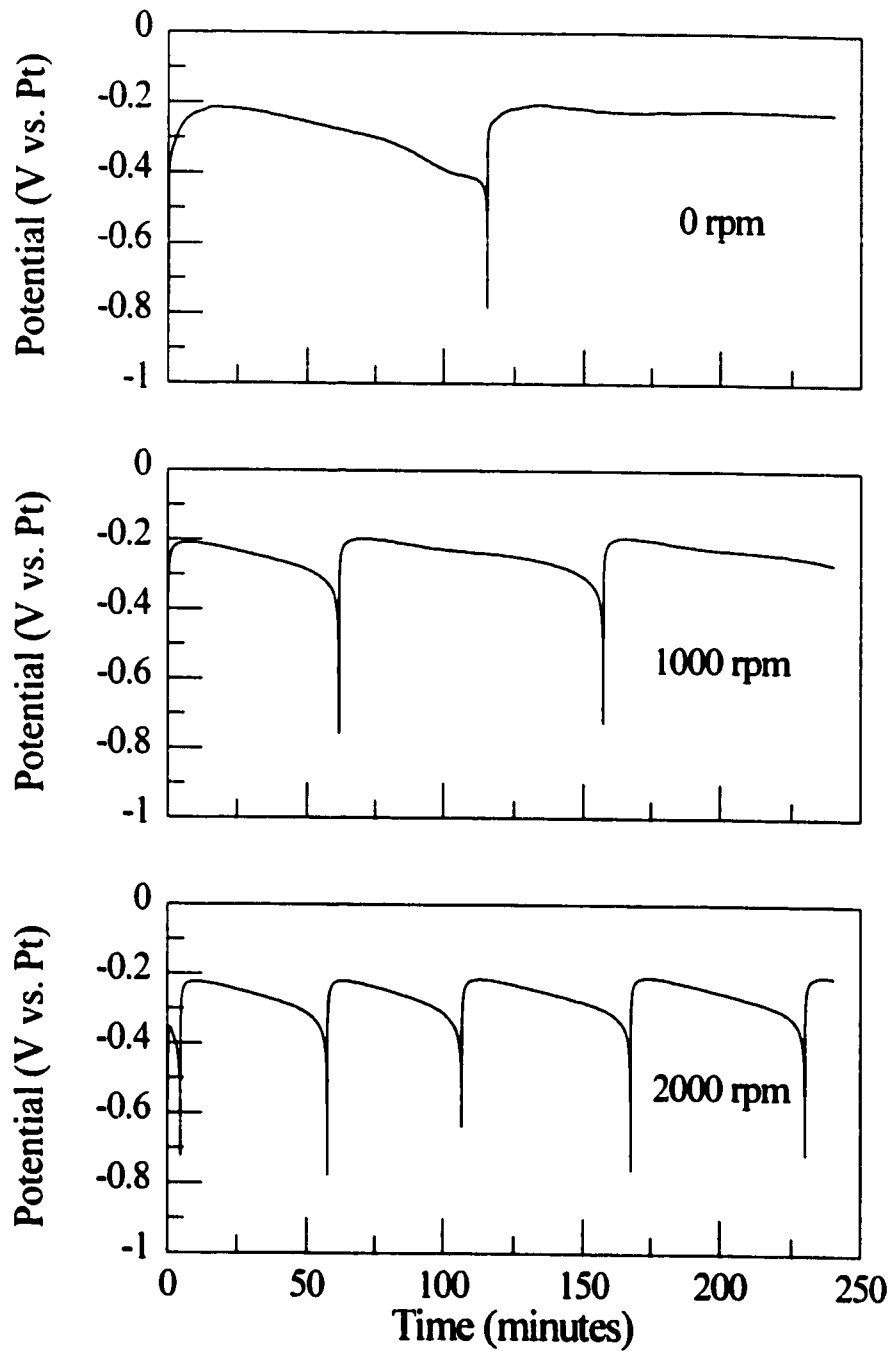 0
-0.2
-0.4
-0.6
-0.8
-1
Potential (V vs. Pt)
0 rpm
0
-0.2
-0.4
-0.6
-0.8
-1
Potential (V vs. Pt)
1000 rpm
0
-0.2
-0.4
-0.6
-0.8
-1
Potential (V vs. Pt)
2000 rpm
0 50 100 150 200 250
Time (minutes)